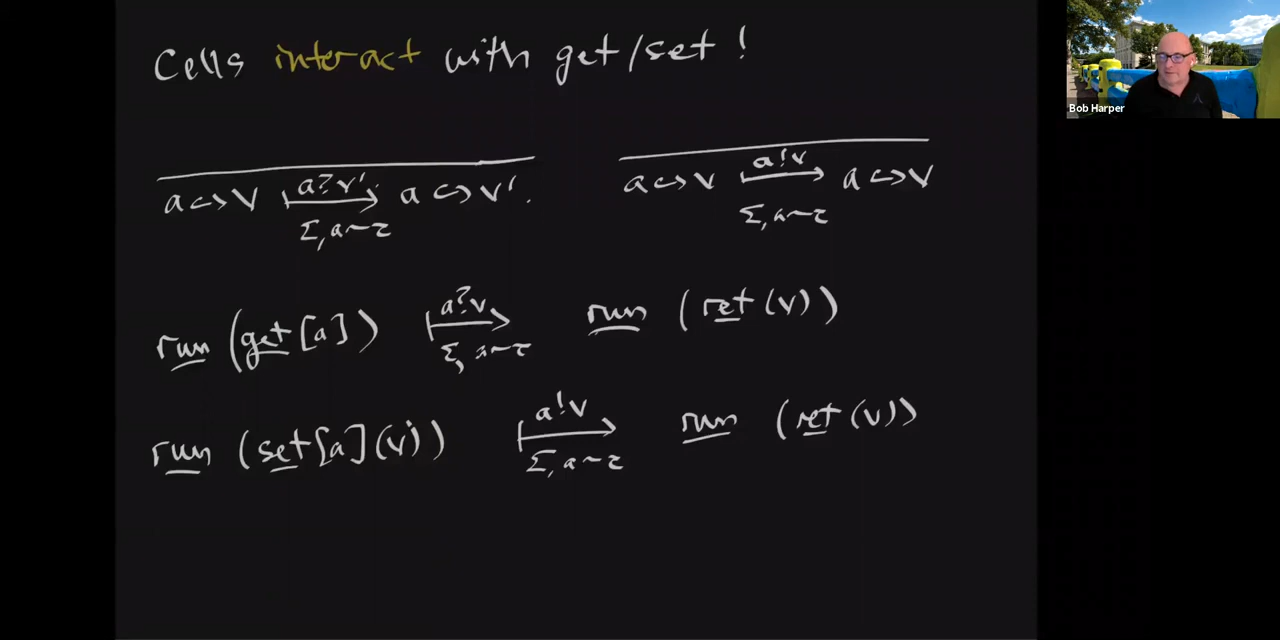 Cells interact with get/set!
Bob Harper
a ↪ v ⟼ a?v' Σ, a~τ a ↪ v'. a ↪ v ⟼ a!v Σ, a~τ a ↪ v
run (get[a]) ⟼ a?v Σ, a~τ run (ret(v))
run (set[a](v)) ⟼ a!v Σ, a~τ run (ret(v))